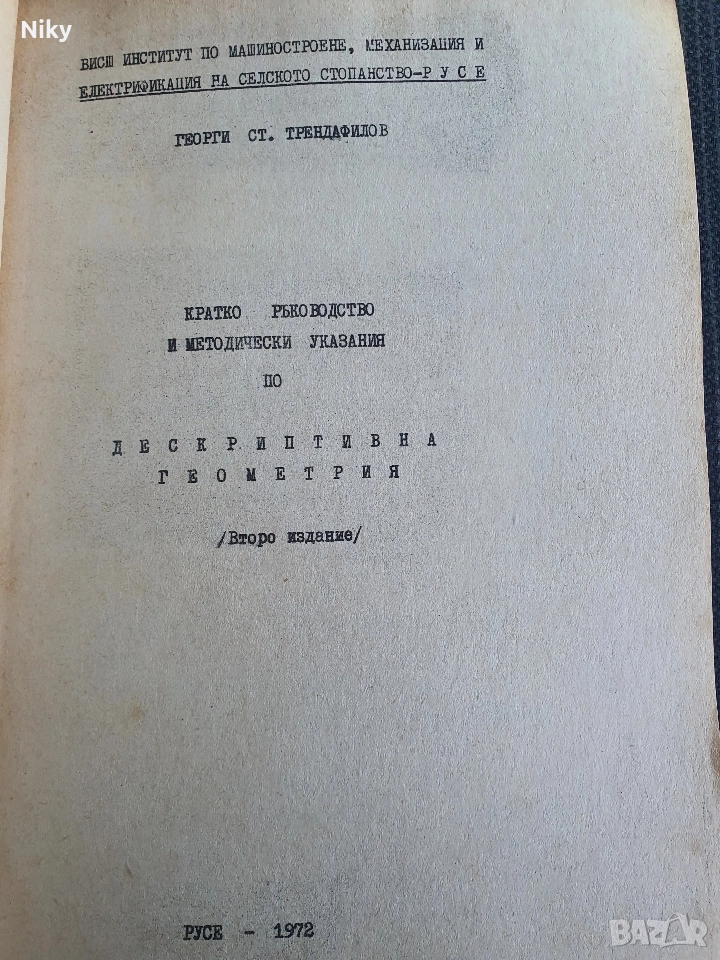 Niky
ВИСШ ИНСТИТУТ ПО МАШИНОСТРОЕНЕ, МЕХАНИЗАЦИЯ И
ЕЛЕКТРИФИКАЦИЯ НА СЕЛСКОТО СТОПАНСТВО-Р У С Е
ГЕОРГИ СТ. ТРЕНДАФИЛОВ
КРАТКО РЪКОВОДСТВО
И МЕТОДИЧЕСКИ УКАЗАНИЯ
ПО
Д Е С К Р И П Т И В Н А
Г Е О М Е Т Р И Я
/Второ издание/
РУСЕ - 1972
BAZAR